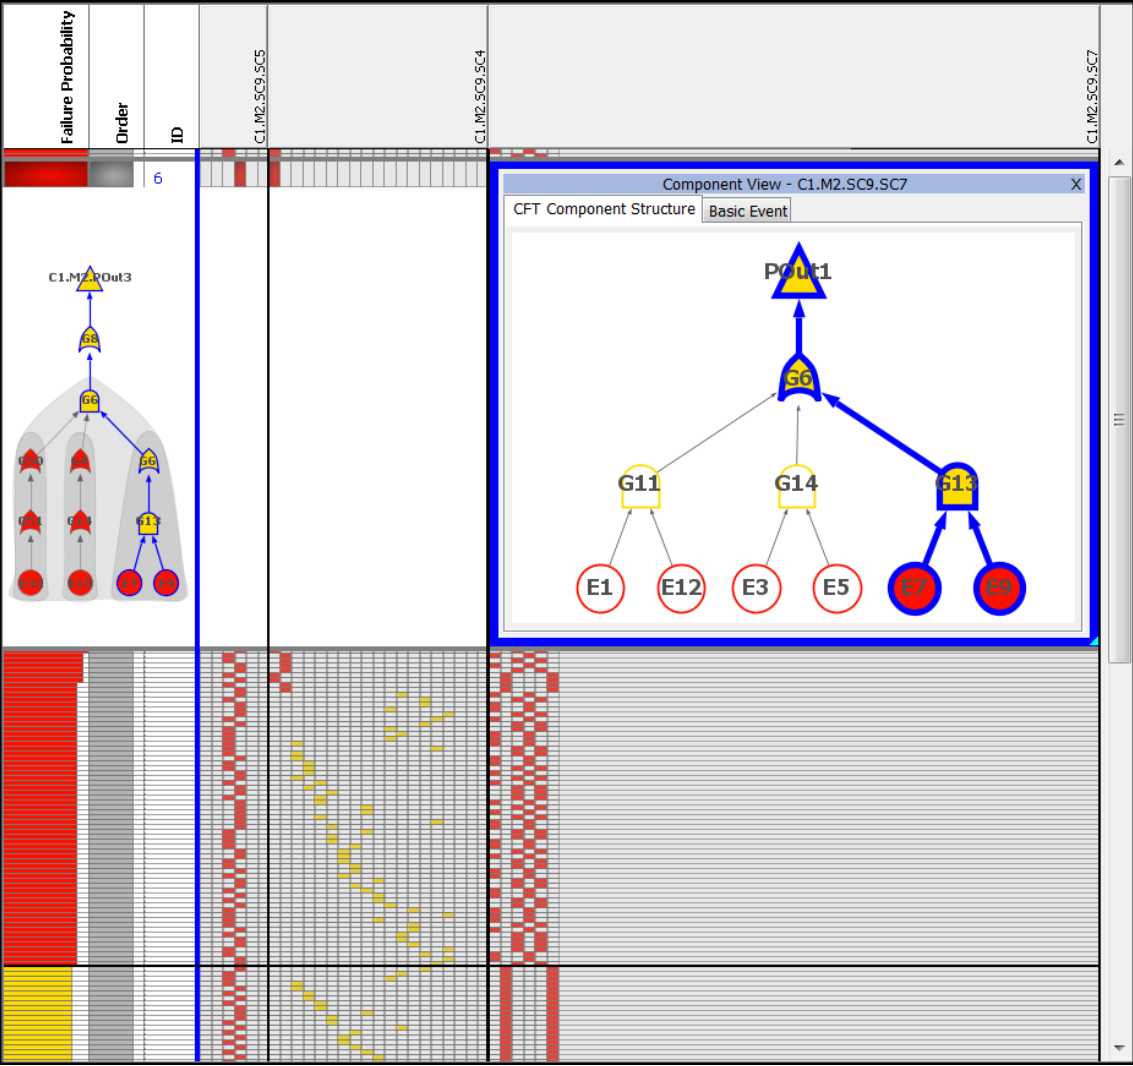 Failure Probability
Order
ID
C1.M2.SC9.SC5
C1.M2.SC9.SC4
C1.M2.SC9.SC7
6
Component View - C1.M2.SC9.SC7 X
CFT Component Structure Basic Event
C1.M2.POut3
G8
G6
G6
G13
E7
POut1
G6
G11 G14 G13
E1 E12 E3 E5 E7 E9